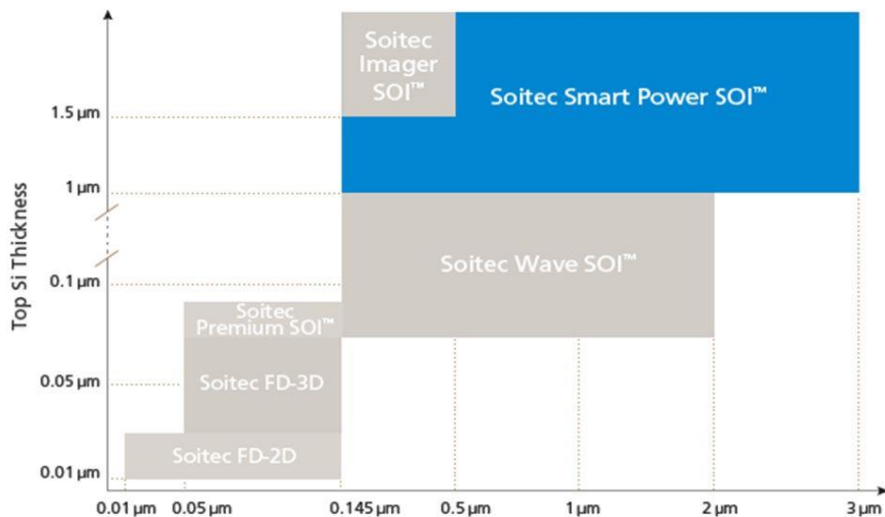 Soitec
Imager
SOI™
Soitec Smart Power SOI™
1.5 µm
1 µm
Top Si Thickness
Soitec Wave SOI™
0.1 µm
Soitec
Premium SOI™
Soitec FD-3D
0.05 µm
Soitec FD-2D
0.01 µm
0.01 µm
0.05 µm
0.145 µm
0.5 µm
1 µm
2 µm
3 µm